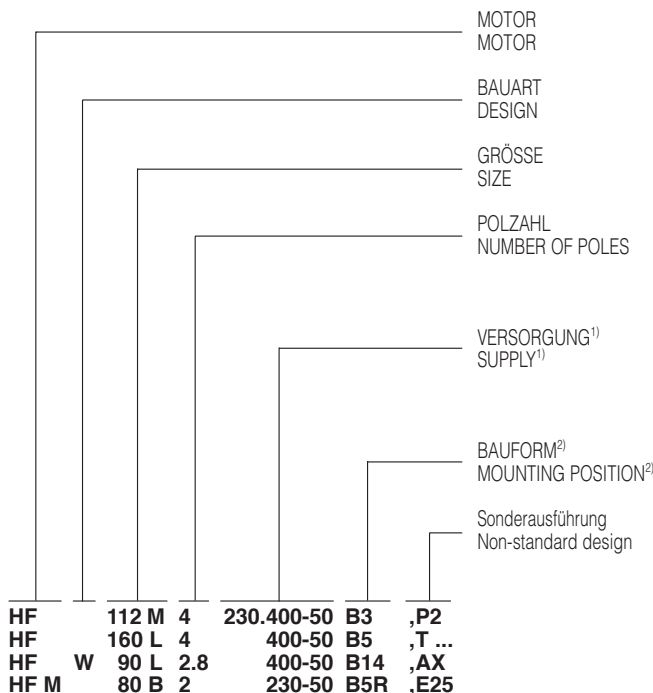 MOTOR
MOTOR
BAUART
DESIGN
GRÖSSE
SIZE
POLZAHL
NUMBER OF POLES
VERSORGUNG1)
SUPPLY1)
BAUFORM2)
MOUNTING POSITION2)
Sonderausführung
Non-standard design
HF 112 M 4 230.400-50 B3 ,P2
HF 160 L 4 400-50 B5 ,T ...
HF W 90 L 2.8 400-50 B14 ,AX
HF M 80 B 2 230-50 B5R ,E25